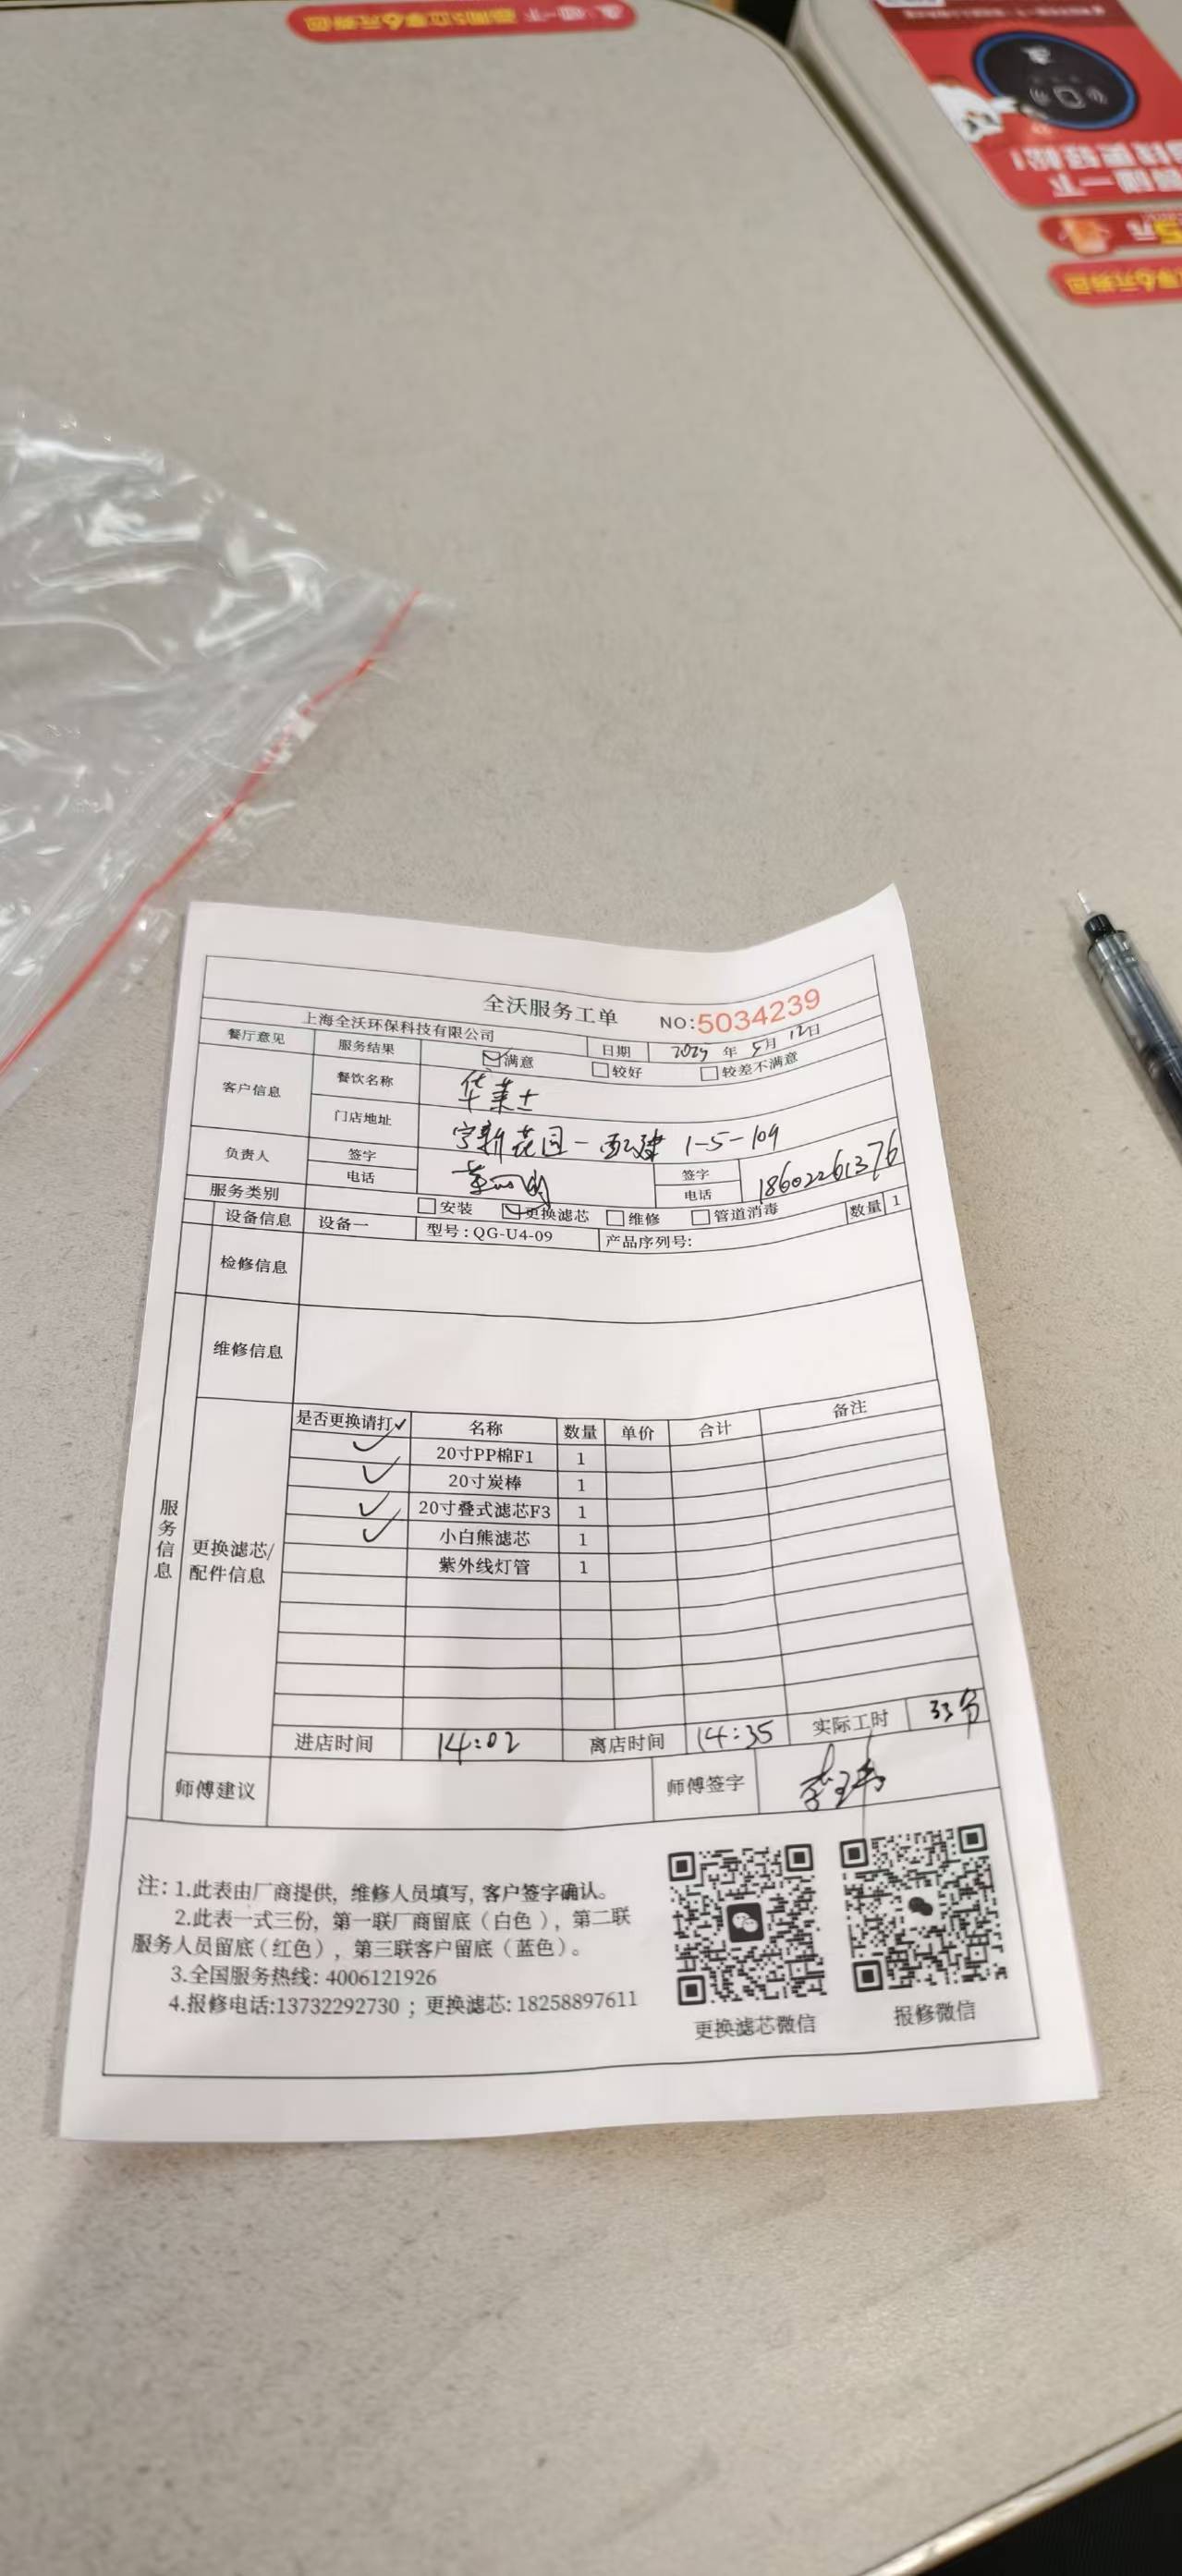 全沃服务工单 NO:5034239
上海全沃环保科技有限公司 日期 2025 年 5月 12日
餐厅意见 服务结果 满意 较好 较差不满意
客户信息 餐饮名称 华莱士
门店地址 宁新花园一 1-5-109
负责人 签字 签字
电话 电话 18602261376
服务类别 安装 更换滤芯 维修 管道消毒
设备信息 设备一 型号:QG-U4-09 产品序列号: 数量 1
检修信息
维修信息
服务信息
更换滤芯/配件信息
是否更换请打✓ 名称 数量 单价 合计 备注
✓ 20寸PP棉F1 1
✓ 20寸炭棒 1
✓ 20寸叠式滤芯F3 1
✓ 小白熊滤芯 1
紫外线灯管 1
进店时间 14:02 离店时间 14:35 实际工时 33分
师傅建议 师傅签字
注:1.此表由厂商提供,维修人员填写,客户签字确认。
2.此表一式三份,第一联厂商留底(白色),第二联
服务人员留底(红色),第三联客户留底(蓝色)。
3.全国服务热线:4006121926
4.报修电话:13732292730;更换滤芯:18258897611
更换滤芯微信 报修微信